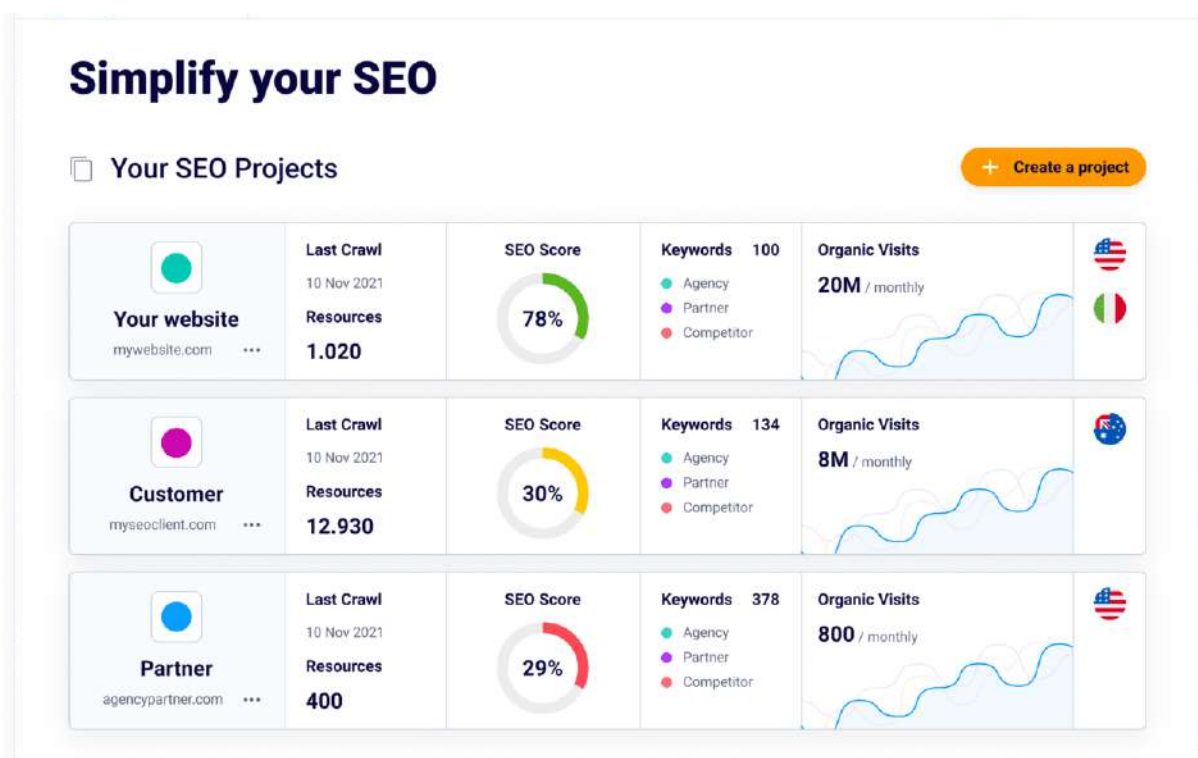 Simplify your SEO
Your SEO Projects
+ Create a project
Your website
mywebsite.com ...
Last Crawl
10 Nov 2021
Resources
1.020
SEO Score
78%
Keywords 100
Agency
Partner
Competitor
Organic Visits
20M / monthly
Customer
myseoclient.com ...
Last Crawl
10 Nov 2021
Resources
12.930
SEO Score
30%
Keywords 134
Agency
Partner
Competitor
Organic Visits
8M / monthly
Partner
agencypartner.com ...
Last Crawl
10 Nov 2021
Resources
400
SEO Score
29%
Keywords 378
Agency
Partner
Competitor
Organic Visits
800 / monthly